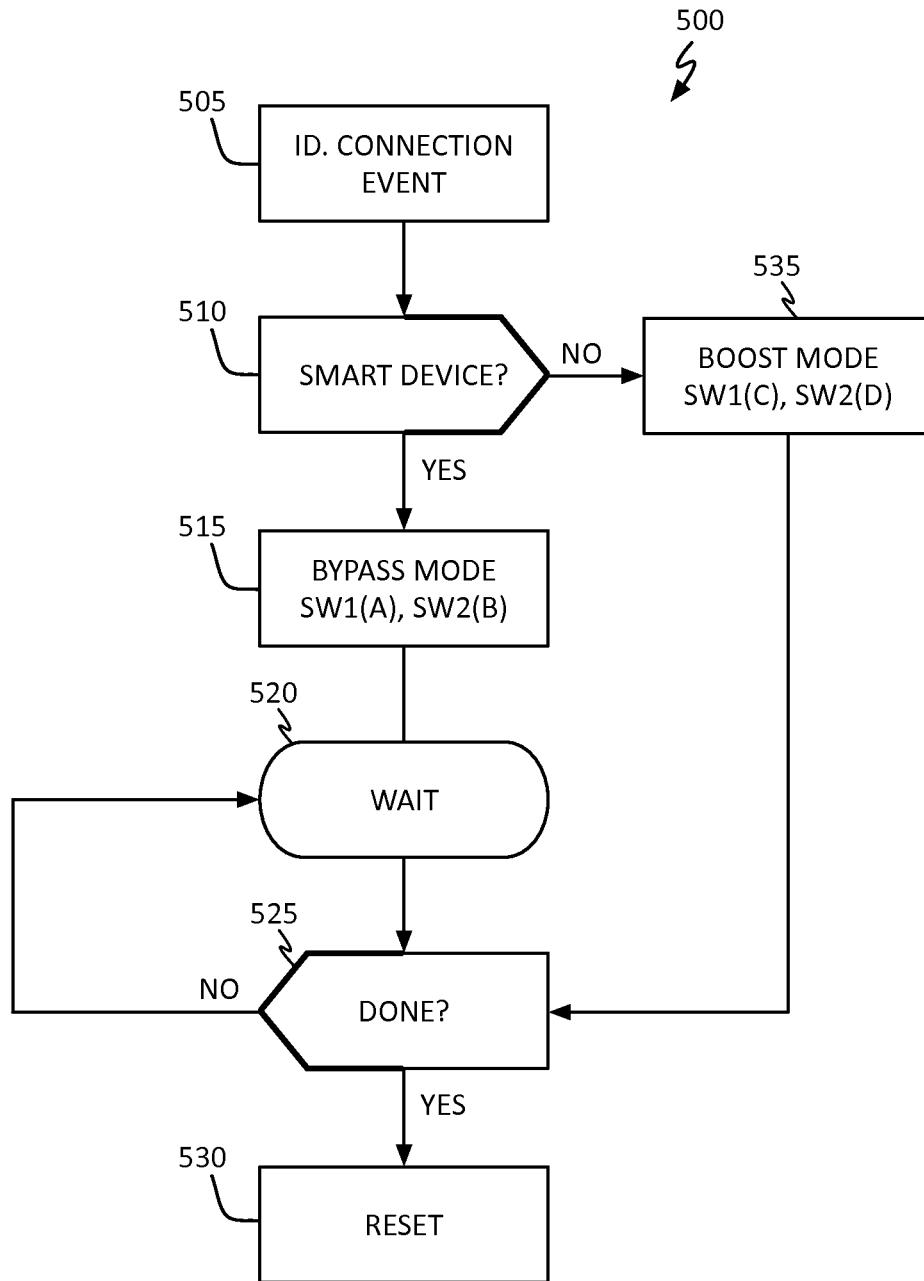 500
505
ID. CONNECTION
EVENT
510
SMART DEVICE?
NO
535
BOOST MODE
SW1(C), SW2(D)
YES
515
BYPASS MODE
SW1(A), SW2(B)
520
WAIT
525
NO
DONE?
YES
530
RESET